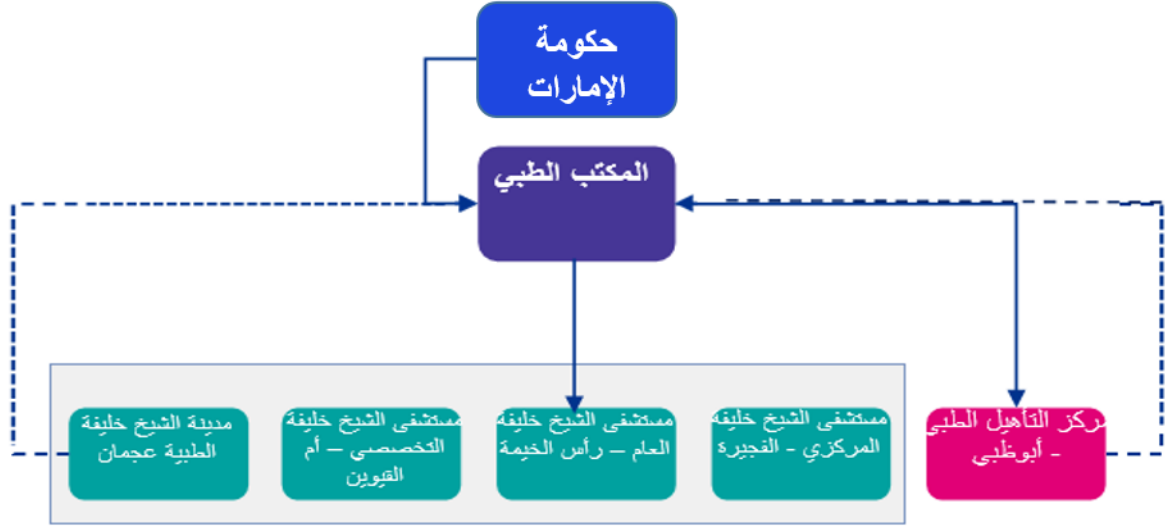 حكومة
الإمارات
المكتب الطبي
مستشفى الشيخ خليفة
المركزي - الفجيرة
مستشفى الشيخ خليفة
العام – رأس الخيمة
مستشفى الشيخ خليفة
التخصصي – أم
القيوين
مدينة الشيخ خليفة
الطبية عجمان
مركز التأهيل الطبي
- أبوظبي